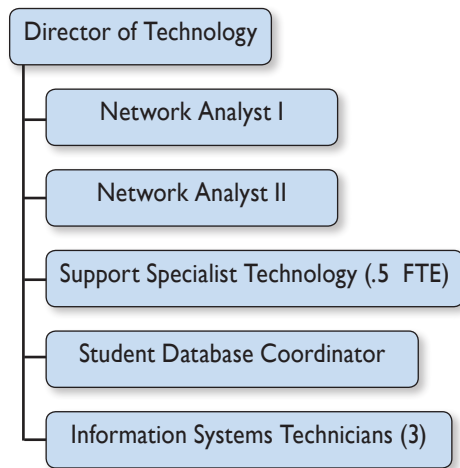 Director of Technology
Network Analyst I
Network Analyst II
Support Specialist Technology (.5 FTE)
Student Database Coordinator
Information Systems Technicians (3)